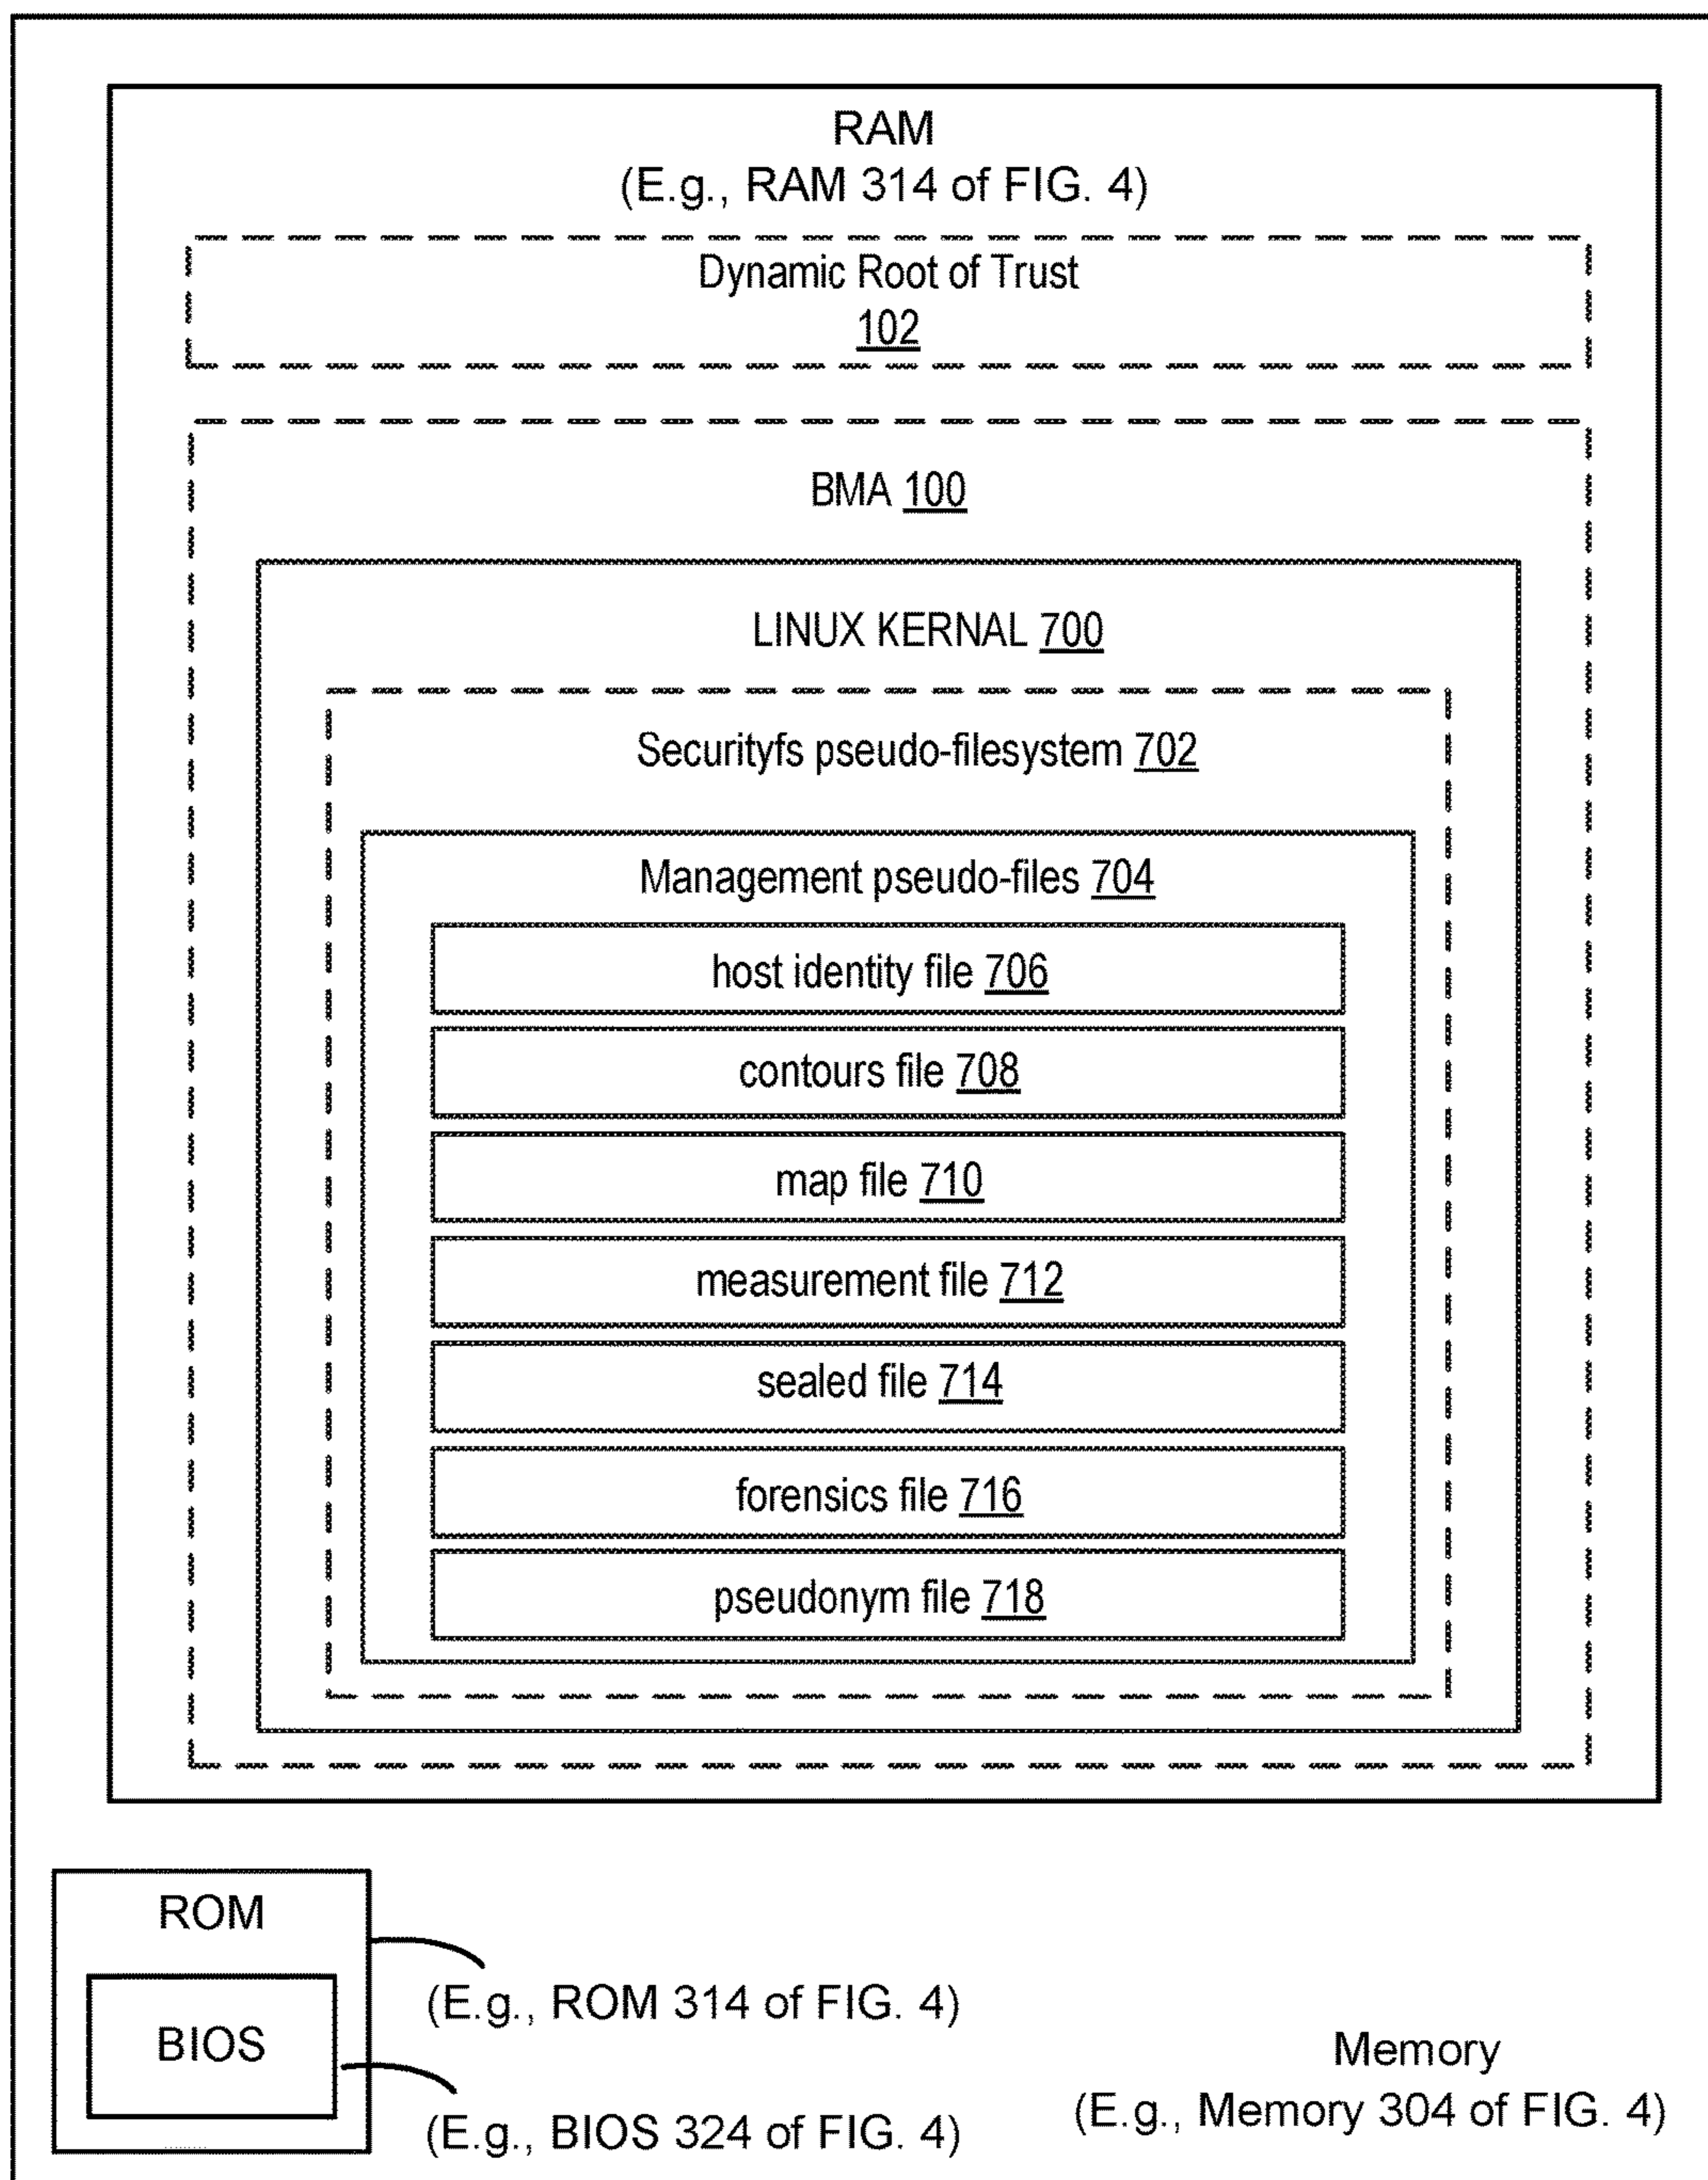 RAM
(E.g., RAM 314 of FIG. 4)
Dynamic Root of Trust
102
BMA 100
LINUX KERNAL 700
Securityfs pseudo-filesystem 702
Management pseudo-files 704
host identity file 706
contours file 708
map file 710
measurement file 712
sealed file 714
forensics file 716
pseudonym file 718
ROM
(E.g., ROM 314 of FIG. 4)
BIOS
(E.g., BIOS 324 of FIG. 4)
Memory
(E.g., Memory 304 of FIG. 4)